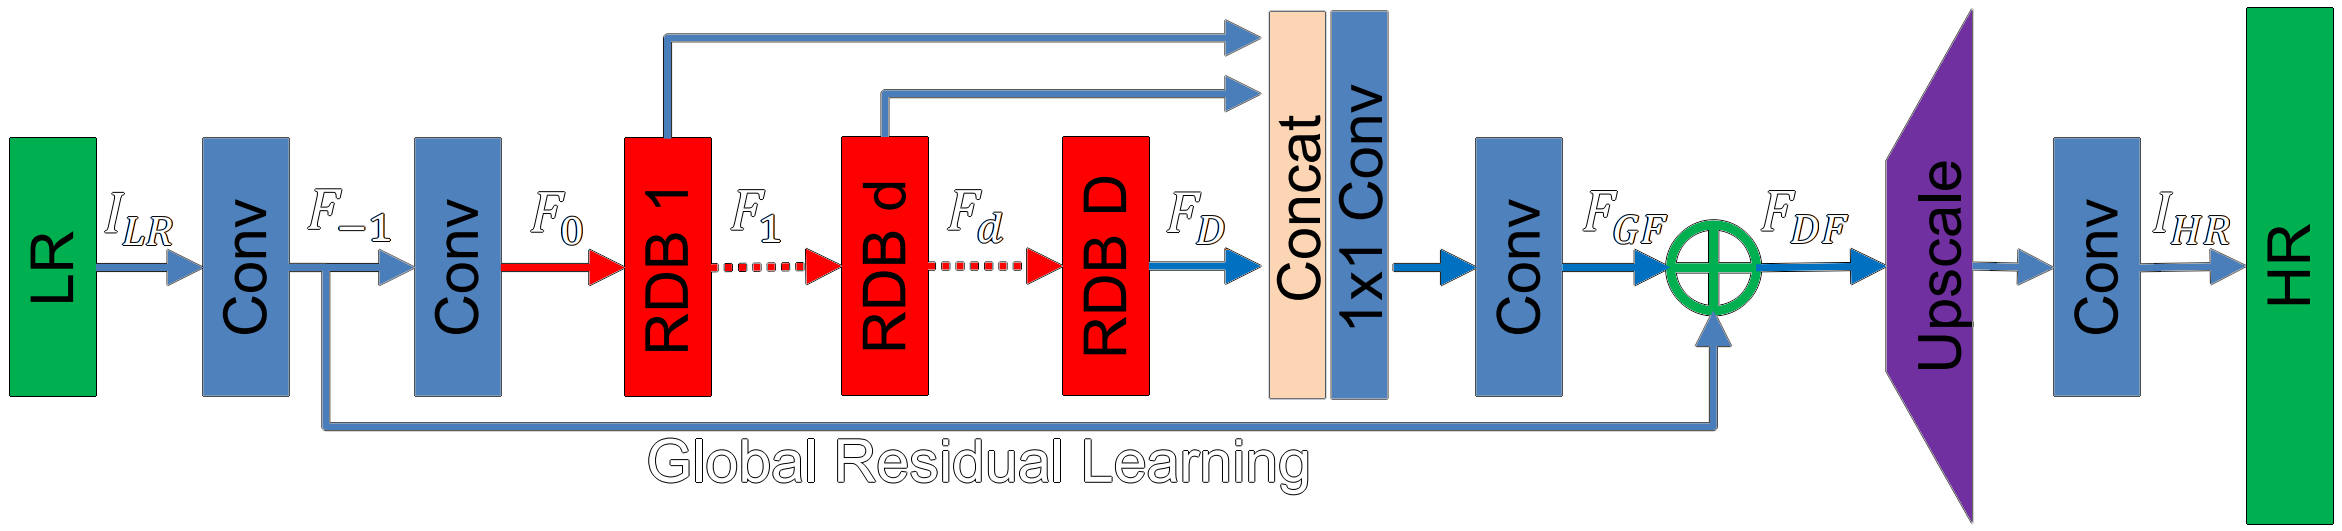 LR
I_{LR}
Conv
F_{-1}
Conv
F_0
RDB 1
F_1
RDB d
F_d
RDB D
F_D
Concat
1x1 Conv
Conv
F_{GF}
F_{DF}
Upscale
Conv
I_{HR}
HR
Global Residual Learning